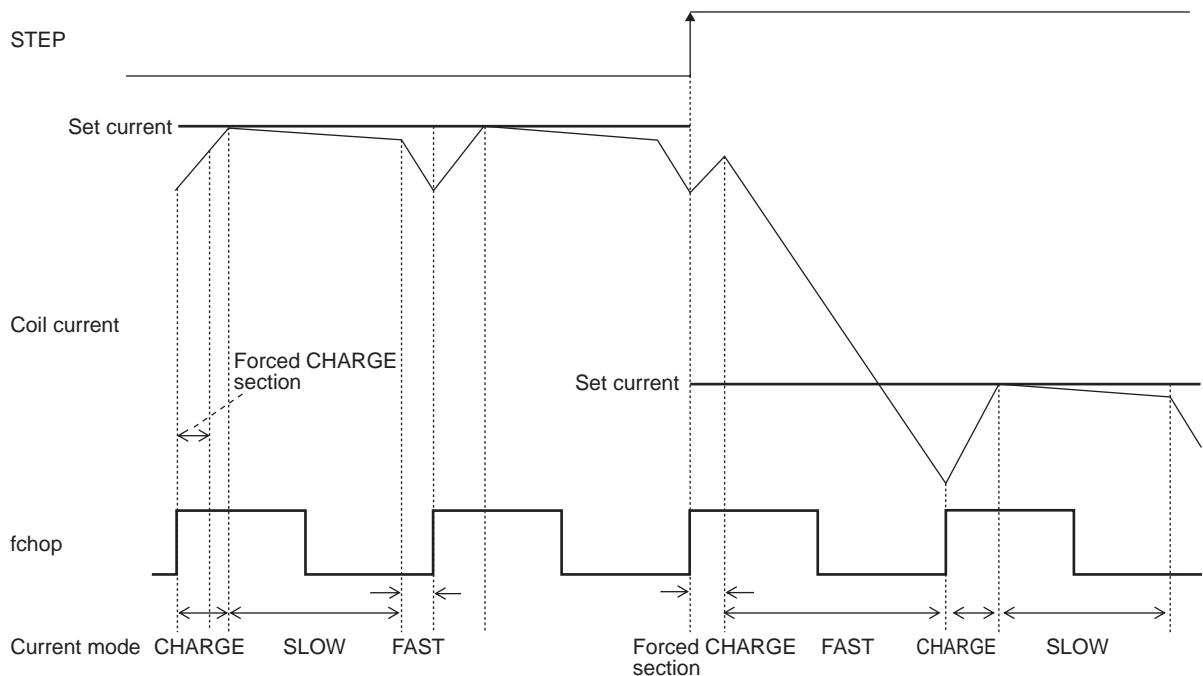 STEP
Set current
Coil current
Forced CHARGE
section
Set current
fchop
Current mode CHARGE SLOW FAST Forced CHARGE FAST CHARGE SLOW
section